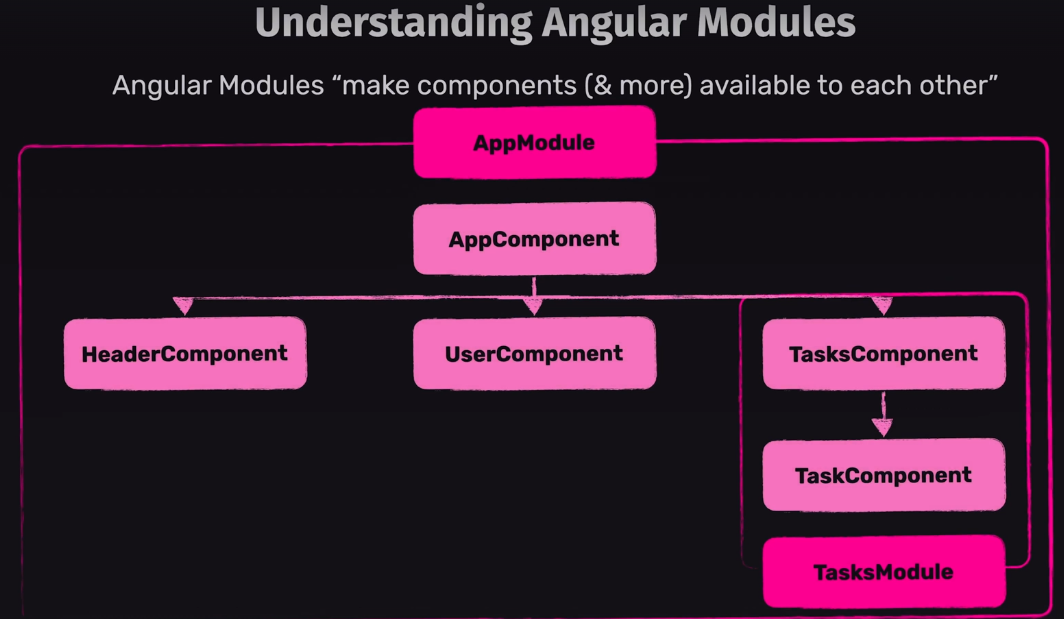 Understanding Angular Modules
Angular Modules “make components (& more) available to each other”
AppModule
AppComponent
HeaderComponent
UserComponent
TasksComponent
TaskComponent
TasksModule